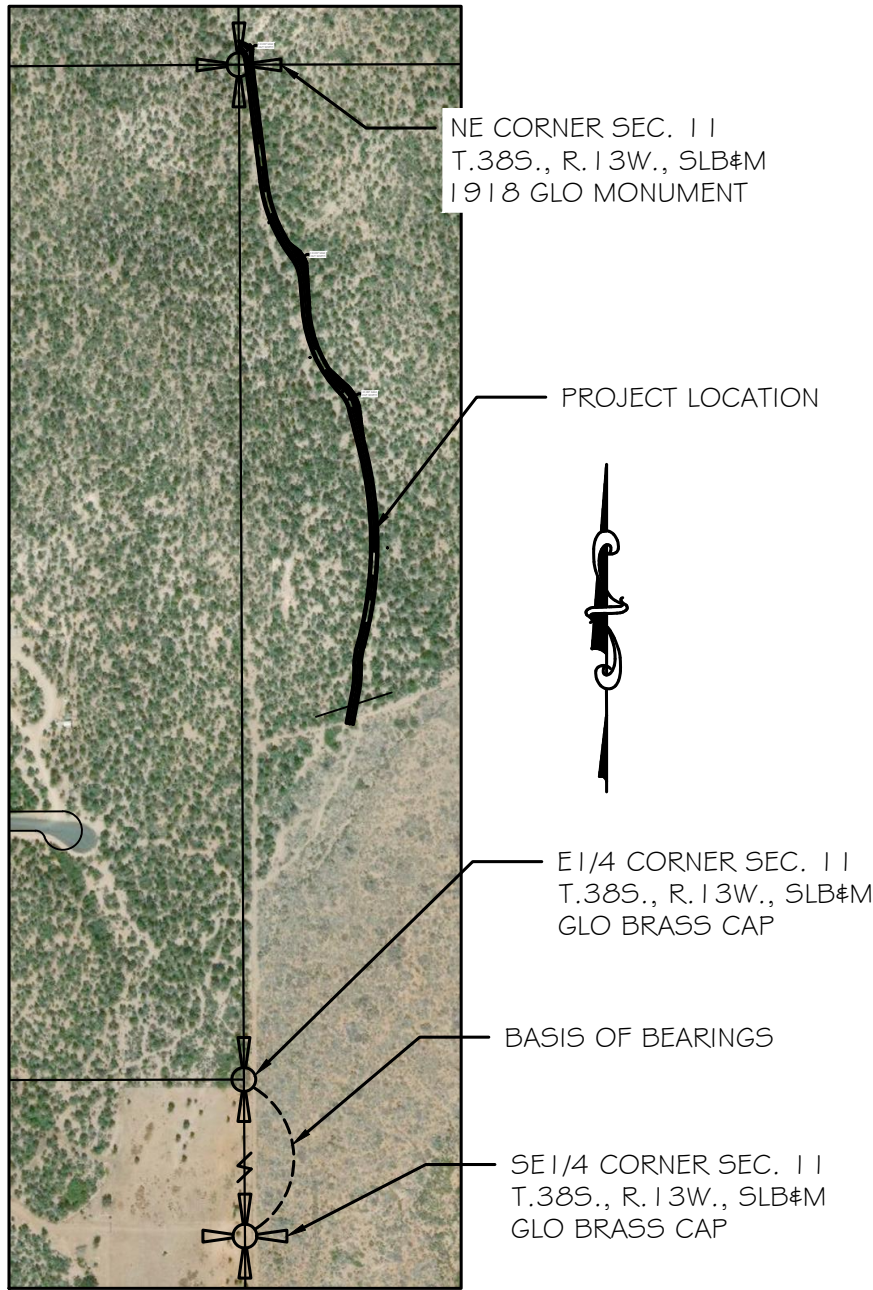 NE CORNER SEC. 11
T.38S., R.13W., SLB&M
1918 GLO MONUMENT
PROJECT LOCATION
E1/4 CORNER SEC. 11
T.38S., R.13W., SLB&M
GLO BRASS CAP
BASIS OF BEARINGS
SE1/4 CORNER SEC. 11
T.38S., R.13W., SLB&M
GLO BRASS CAP